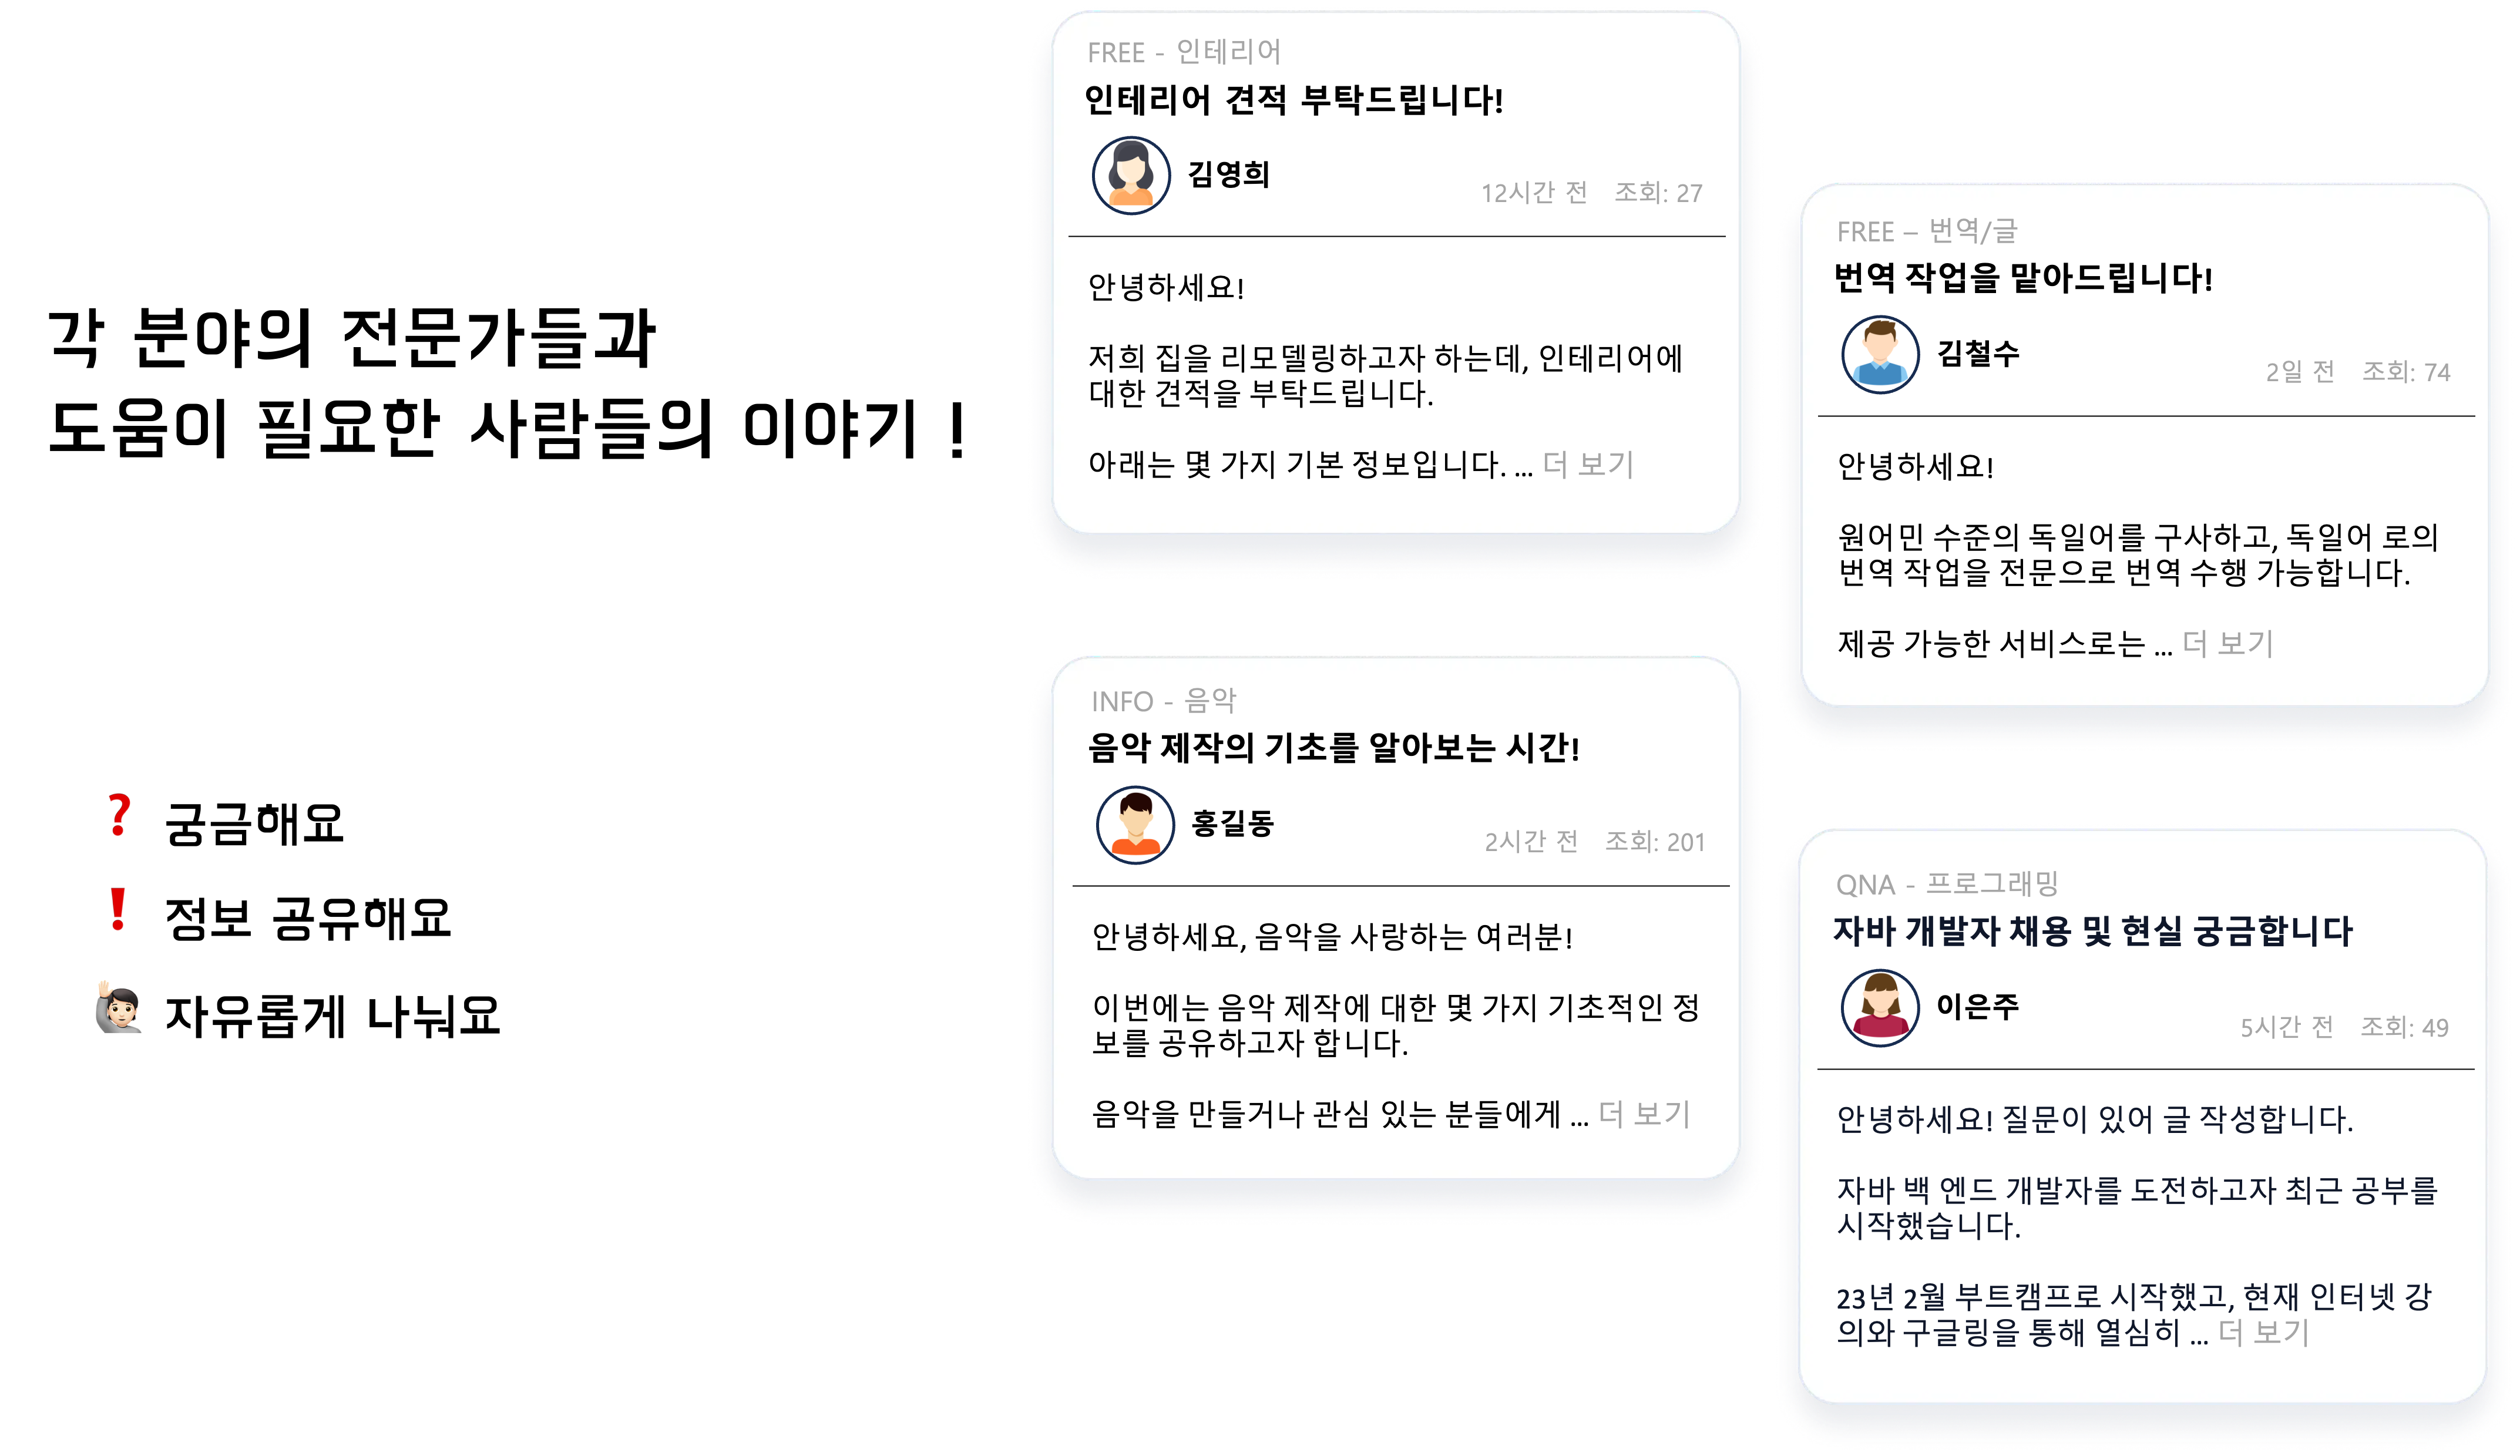 각 분야의 전문가들과
도움이 필요한 사람들의 이야기 !
? 궁금해요
! 정보 공유해요
자유롭게 나눠요
FREE - 인테리어
인테리어 견적 부탁드립니다!
김영희
12시간 전 조회: 27
안녕하세요!
저희 집을 리모델링하고자 하는데, 인테리어에
대한 견적을 부탁드립니다.
아래는 몇 가지 기본 정보입니다. ... 더 보기
FREE – 번역/글
번역 작업을 맡아드립니다!
김철수
2일 전 조회: 74
안녕하세요!
원어민 수준의 독일어를 구사하고, 독일어 로의
번역 작업을 전문으로 번역 수행 가능합니다.
제공 가능한 서비스로는 ... 더 보기
INFO - 음악
음악 제작의 기초를 알아보는 시간!
홍길동
2시간 전 조회: 201
안녕하세요, 음악을 사랑하는 여러분!
이번에는 음악 제작에 대한 몇 가지 기초적인 정
보를 공유하고자 합니다.
음악을 만들거나 관심 있는 분들에게 ... 더 보기
QNA - 프로그래밍
자바 개발자 채용 및 현실 궁금합니다
이은주
5시간 전 조회: 49
안녕하세요! 질문이 있어 글 작성합니다.
자바 백 엔드 개발자를 도전하고자 최근 공부를
시작했습니다.
23년 2월 부트캠프로 시작했고, 현재 인터넷 강
의와 구글링을 통해 열심히 ... 더 보기